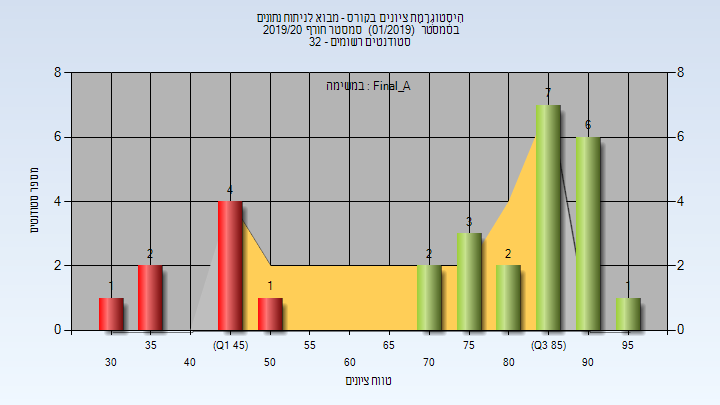 היסטוגרמת ציונים בקורס - מבוא לניתוח נתונים
בסמסטר (01/2019) סמסטר חורף 2019/20
סטודנטים רשומים - 32
במשימה : Final_A
מספר סטודנטים
8 8
6 6
4 4
2 2
0 0
1 2 4 1 2 3 2 7 6 1
35 (Q1 45) 55 65 75 (Q3 85) 95
30 40 50 60 70 80 90
טווח ציונים